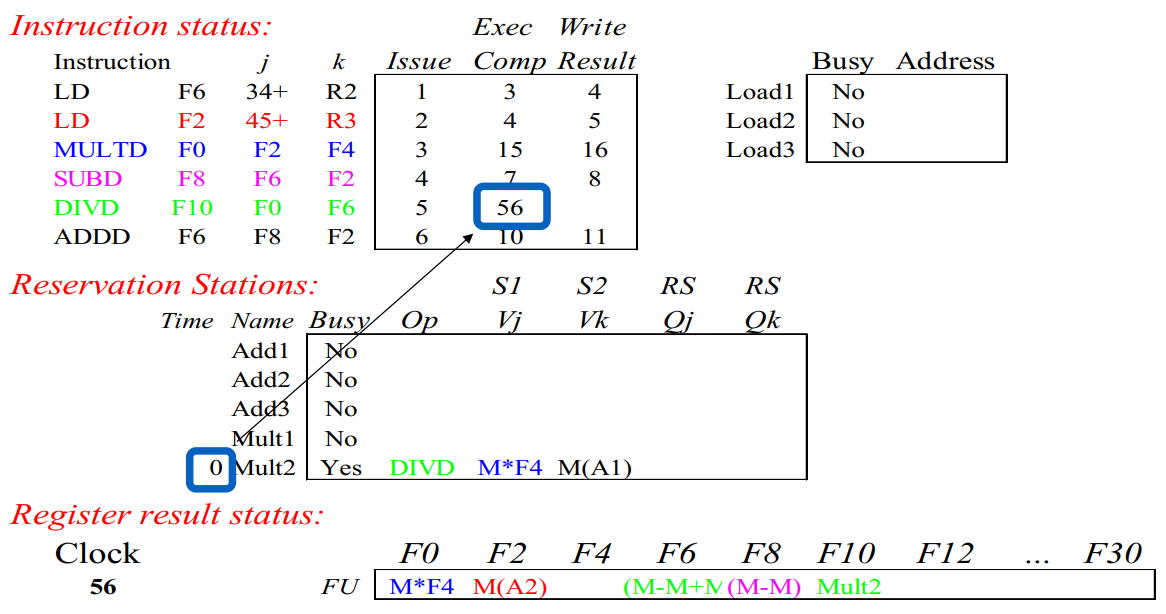 Instruction status: Exec Write
Instruction j k Issue Comp Result Busy Address
LD F6 34+ R2 1 3 4 Load1 No
LD F2 45+ R3 2 4 5 Load2 No
MULTD F0 F2 F4 3 15 16 Load3 No
SUBD F8 F6 F2 4 7 8
DIVD F10 F0 F6 5 56
ADDD F6 F8 F2 6 10 11
Reservation Stations: S1 S2 RS RS
Time Name Busy Op Vj Vk Qj Qk
Add1 No
Add2 No
Add3 No
Mult1 No
0 Mult2 Yes DIVD M*F4 M(A1)
Register result status:
Clock F0 F2 F4 F6 F8 F10 F12 ... F30
56 FU M*F4 M(A2) (M-M+M (M-M) Mult2